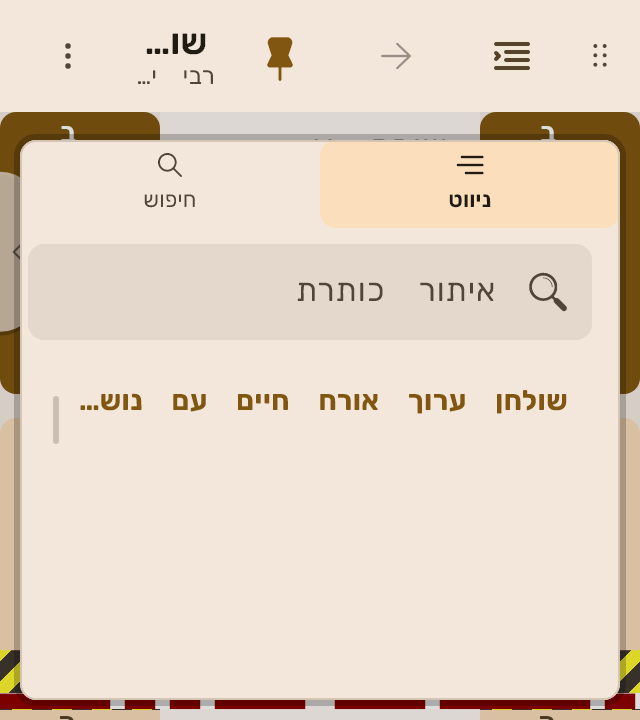 שו...
רבי י...
ניווט
חיפוש
איתור כותרת
שולחן ערוך אורח חיים עם נוש...